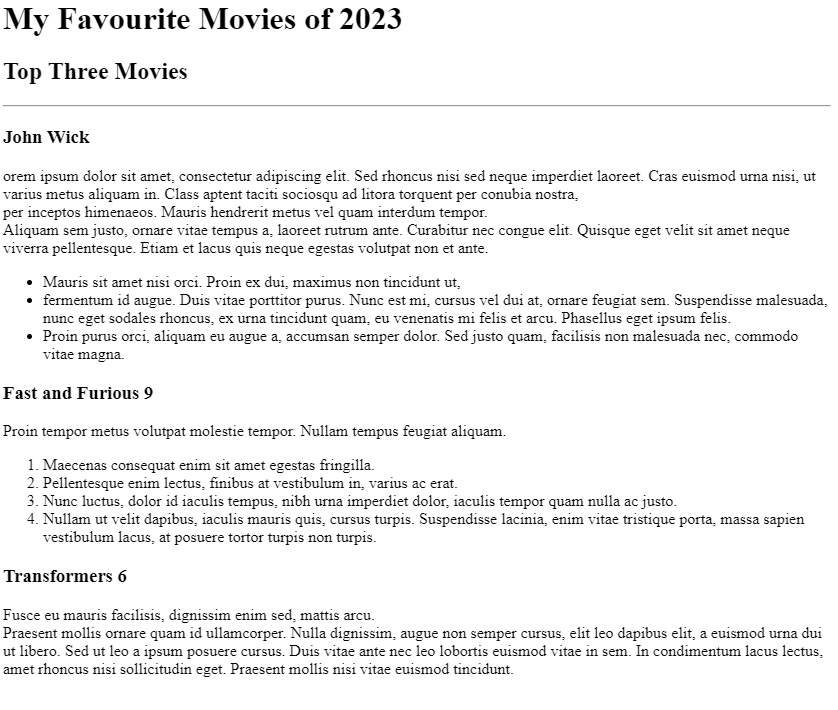 My Favourite Movies of 2023
Top Three Movies
John Wick
orem ipsum dolor sit amet, consectetur adipiscing elit. Sed rhoncus nisi sed neque imperdiet laoreet. Cras euismod urna nisi, ut
varius metus aliquam in. Class aptent taciti sociosqu ad litora torquent per conubia nostra,
per inceptos himenaeos. Mauris hendrerit metus vel quam interdum tempor.
Aliquam sem justo, ornare vitae tempus a, laoreet rutrum ante. Curabitur nec congue elit. Quisque eget velit sit amet neque
viverra pellentesque. Etiam et lacus quis neque egestas volutpat non et ante.
• Mauris sit amet nisi orci. Proin ex dui, maximus non tincidunt ut,
• fermentum id augue. Duis vitae porttitor purus. Nunc est mi, cursus vel dui at, ornare feugiat sem. Suspendisse malesuada,
nunc eget sodales rhoncus, ex urna tincidunt quam, eu venenatis mi felis et arcu. Phasellus eget ipsum felis.
• Proin purus orci, aliquam eu augue a, accumsan semper dolor. Sed justo quam, facilisis non malesuada nec, commodo
vitae magna.
Fast and Furious 9
Proin tempor metus volutpat molestie tempor. Nullam tempus feugiat aliquam.
1. Maecenas consequat enim sit amet egestas fringilla.
2. Pellentesque enim lectus, finibus at vestibulum in, varius ac erat.
3. Nunc luctus, dolor id iaculis tempus, nibh urna imperdiet dolor, iaculis tempor quam nulla ac justo.
4. Nullam ut velit dapibus, iaculis mauris quis, cursus turpis. Suspendisse lacinia, enim vitae tristique porta, massa sapien
vestibulum lacus, at posuere tortor turpis non turpis.
Transformers 6
Fusce eu mauris facilisis, dignissim enim sed, mattis arcu.
Praesent mollis ornare quam id ullamcorper. Nulla dignissim, augue non semper cursus, elit leo dapibus elit, a euismod urna dui
ut libero. Sed ut leo a ipsum posuere cursus. Duis vitae ante nec leo lobortis euismod vitae in sem. In condimentum lacus lectus,
amet rhoncus nisi sollicitudin eget. Praesent mollis nisi vitae euismod tincidunt.